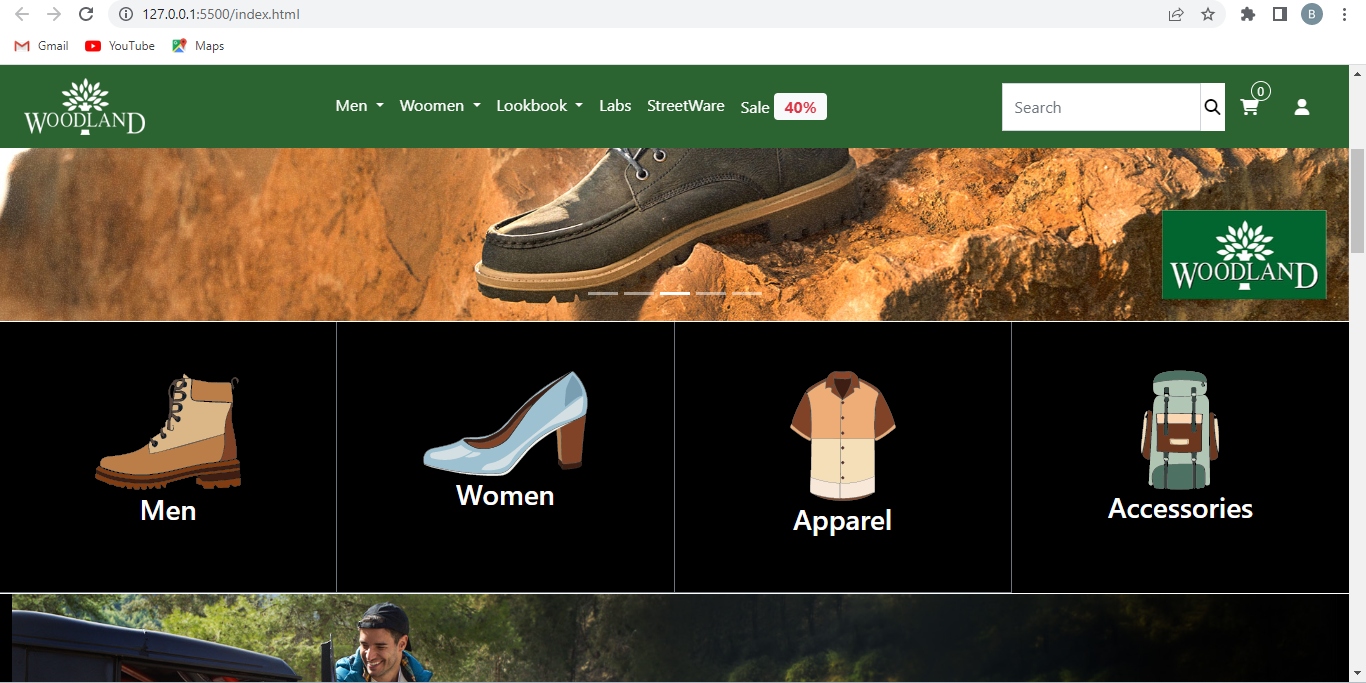 127.0.0.1:5500/index.html
B
Gmail YouTube Maps
WOODLAND Men Woomen Lookbook Labs StreetWare Sale 40% Search 0
WOODLAND
Men Women Apparel Accessories